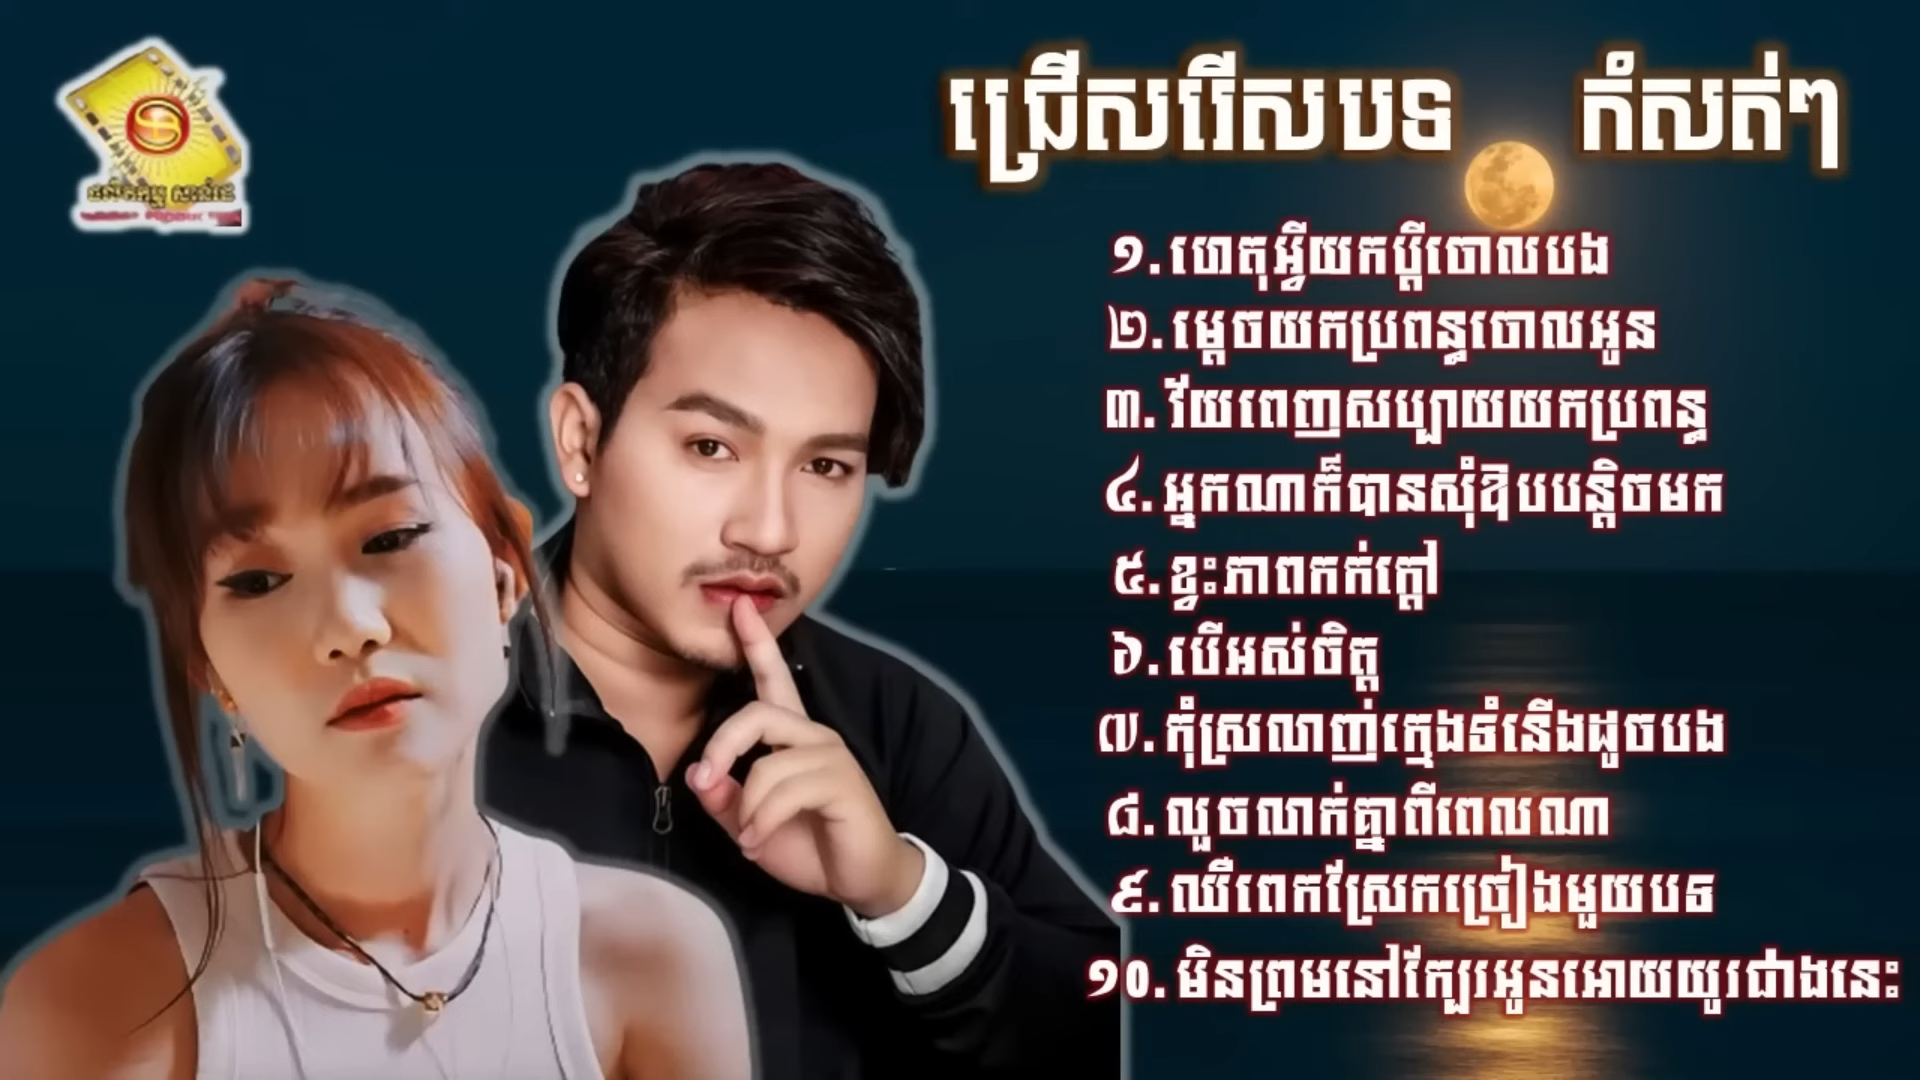 ជ្រើសរើសបទ កំសត់ៗ
១.ហេតុអ្វីយកប្ដីចោលបង
២.ម្ដេចយកប្រពន្ធចោលអូន
៣.វ័យពេញសប្បាយយកប្រពន្ធ
៤.អ្នកណាក៏បានសុំឱបបន្តិចមក
៥.ខ្វះភាពកក់ក្ដៅ
៦.បើអស់ចិត្ត
៧.កុំស្រលាញ់ក្មេងទំនើងដូចបង
៨.លួចលាក់គ្នាពីពេលណា
៩.ឈឺពេកស្រែកច្រៀងមួយបទ
១០.មិនព្រមនៅក្បែរអូនអោយយូរជាងនេះ